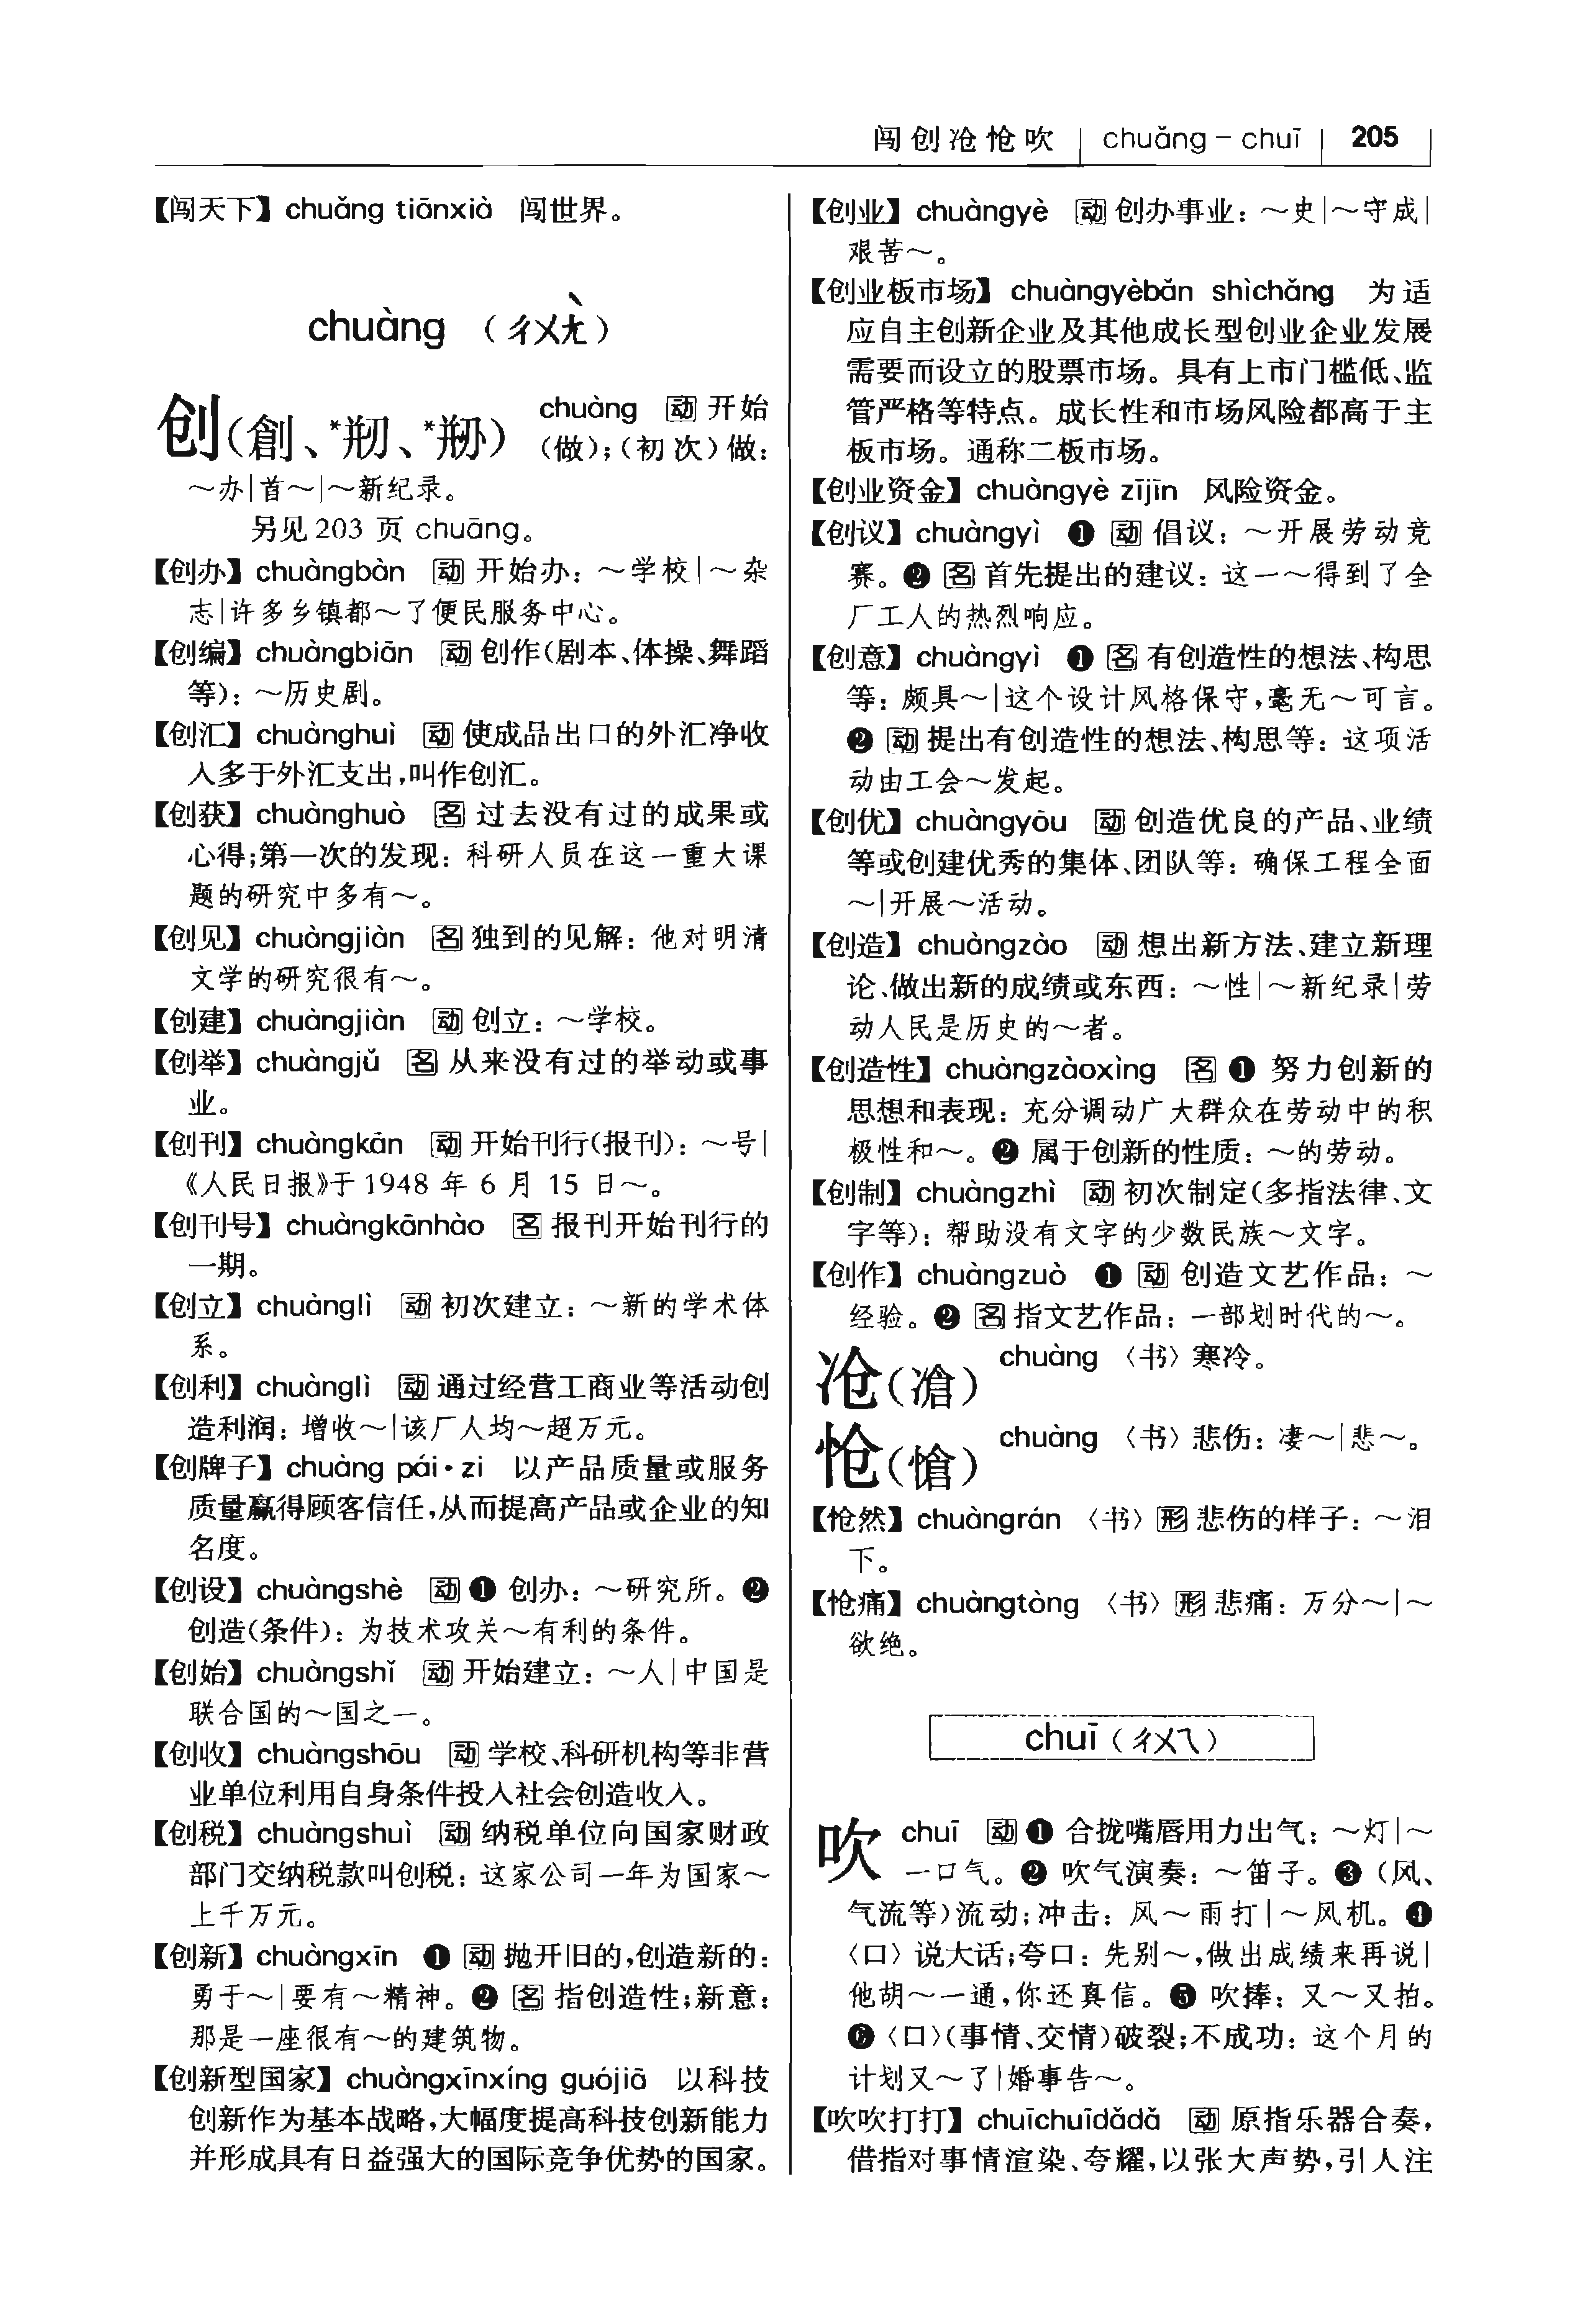 闯创沧怆吹 | chuǎng – chuī | 205
【闯天下】 chuǎng tiānxià 闯世界。
chuàng （ㄔㄨㄤˋ）
创（創、*刱、*剏） chuàng 动 开始
（做）；（初次）做：
～办|首～|～新纪录。
另见 203 页 chuāng。
【创办】 chuàngbàn 动 开始办：～学校|～杂
志|许多乡镇都～了便民服务中心。
【创编】 chuàngbiān 动 创作（剧本、体操、舞蹈
等）：～历史剧。
【创汇】 chuànghuì 动 使成品出口的外汇净收
入多于外汇支出，叫作创汇。
【创获】 chuànghuò 名 过去没有过的成果或
心得；第一次的发现：科研人员在这一重大课
题的研究中多有～。
【创见】 chuàngjiàn 名 独到的见解：他对明清
文学的研究很有～。
【创建】 chuàngjiàn 动 创立：～学校。
【创举】 chuàngjǔ 名 从来没有过的举动或事
业。
【创刊】 chuàngkān 动 开始刊行（报刊）：～号|
《人民日报》于 1948 年 6 月 15 日～。
【创刊号】 chuàngkānhào 名 报刊开始刊行的
一期。
【创立】 chuànglì 动 初次建立：～新的学术体
系。
【创利】 chuànglì 动 通过经营工商业等活动创
造利润：增收～|该厂人均～超万元。
【创牌子】 chuàng pái·zi 以产品质量或服务
质量赢得顾客信任，从而提高产品或企业的知
名度。
【创设】 chuàngshè 动 ❶ 创办：～研究所。❷
创造（条件）：为技术攻关～有利的条件。
【创始】 chuàngshǐ 动 开始建立：～人|中国是
联合国的～国之一。
【创收】 chuàngshōu 动 学校、科研机构等非营
业单位利用自身条件投入社会创造收入。
【创税】 chuàngshuì 动 纳税单位向国家财政
部门交纳税款叫创税：这家公司一年为国家～
上千万元。
【创新】 chuàngxīn ❶ 动 抛开旧的，创造新的：
勇于～|要有～精神。❷ 名 指创造性；新意：
那是一座很有～的建筑物。
【创新型国家】 chuàngxīnxíng guójiā 以科技
创新作为基本战略，大幅度提高科技创新能力
并形成具有日益强大的国际竞争优势的国家。
【创业】 chuàngyè 动 创办事业：～史|～守成|
艰苦～。
【创业板市场】 chuàngyèbǎn shìchǎng 为适
应自主创新企业及其他成长型创业企业发展
需要而设立的股票市场。具有上市门槛低、监
管严格等特点。成长性和市场风险都高于主
板市场。通称二板市场。
【创业资金】 chuàngyè zījīn 风险资金。
【创议】 chuàngyì ❶ 动 倡议：～开展劳动竞
赛。❷ 名 首先提出的建议：这一～得到了全
厂工人的热烈响应。
【创意】 chuàngyì ❶ 名 有创造性的想法、构思
等：颇具～|这个设计风格保守，毫无～可言。
❷ 动 提出有创造性的想法、构思等：这项活
动由工会～发起。
【创优】 chuàngyōu 动 创造优良的产品、业绩
等或创建优秀的集体、团队等：确保工程全面
～|开展～活动。
【创造】 chuàngzào 动 想出新方法、建立新理
论、做出新的成绩或东西：～性|～新纪录|劳
动人民是历史的～者。
【创造性】 chuàngzàoxìng 名 ❶ 努力创新的
思想和表现：充分调动广大群众在劳动中的积
极性和～。❷ 属于创新的性质：～的劳动。
【创制】 chuàngzhì 动 初次制定（多指法律、文
字等）：帮助没有文字的少数民族～文字。
【创作】 chuàngzuò ❶ 动 创造文艺作品：～
经验。❷ 名 指文艺作品：一部划时代的～。
沧（滄） chuàng 〈书〉寒冷。
怆（愴） chuàng 〈书〉悲伤：凄～|悲～。
【怆然】 chuàngrán 〈书〉形 悲伤的样子：～泪
下。
【怆痛】 chuàngtòng 〈书〉形 悲痛：万分～|～
欲绝。
chuī（ㄔㄨㄟ）
吹 chuī 动 ❶ 合拢嘴唇用力出气：～灯|～
一口气。❷ 吹气演奏：～笛子。❸（风、
气流等）流动；冲击：风～雨打|～风机。❹
〈口〉说大话；夸口：先别～，做出成绩来再说|
他胡～一通，你还真信。❺ 吹捧：又～又拍。
❻〈口〉（事情、交情）破裂；不成功：这个月的
计划又～了|婚事告～。
【吹吹打打】 chuīchuīdǎdǎ 动 原指乐器合奏，
借指对事情渲染、夸耀，以张大声势，引人注